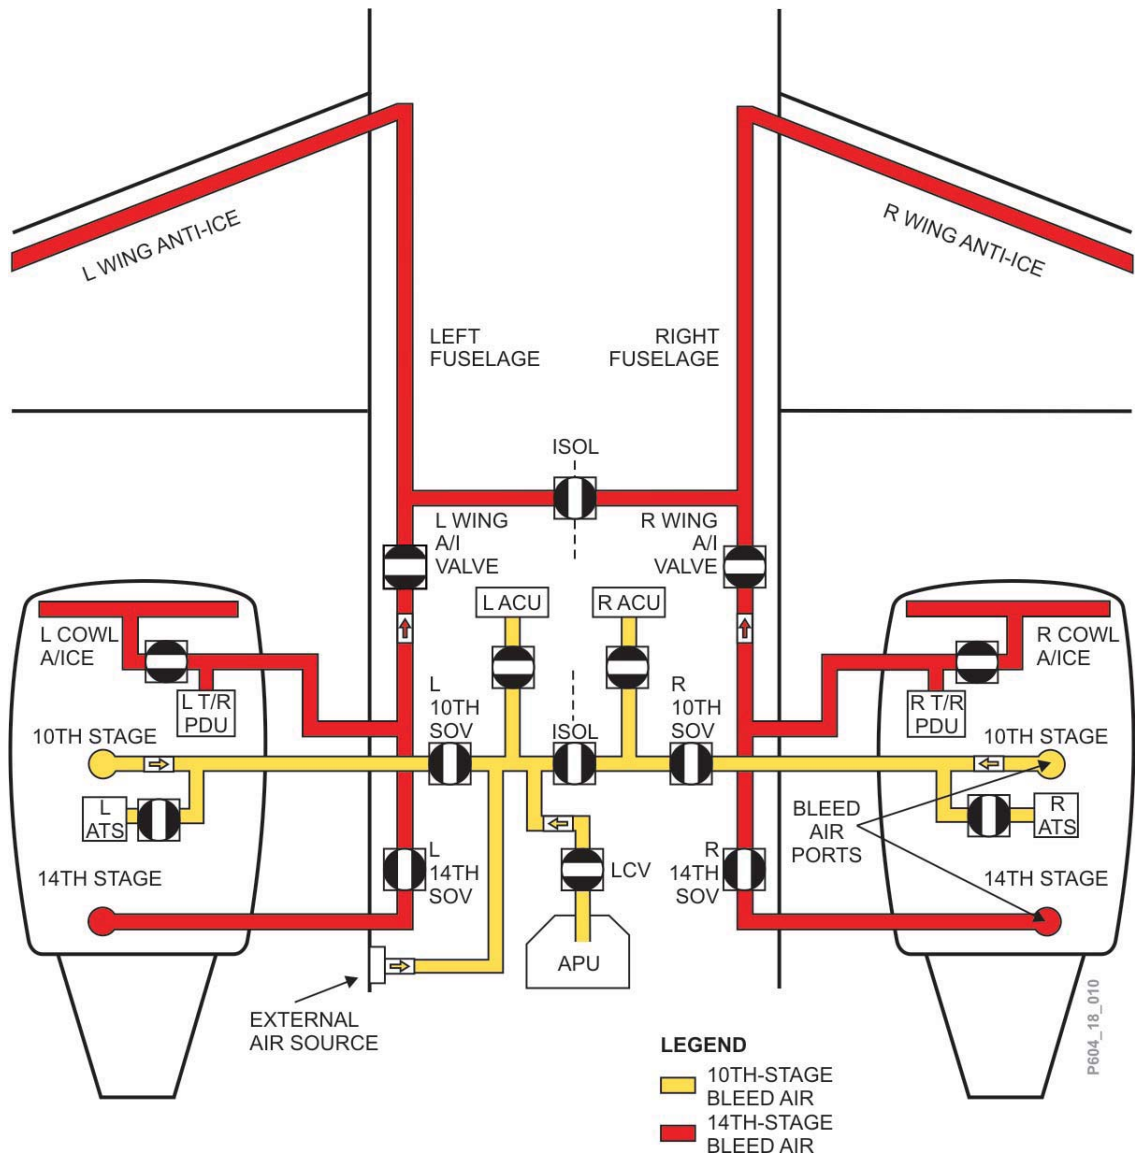 L WING ANTI-ICE
R WING ANTI-ICE
LEFT
FUSELAGE
RIGHT
FUSELAGE
ISOL
L WING
A/I
VALVE
R WING
A/I
VALVE
L ACU
R ACU
L COWL
A/ICE
R COWL
A/ICE
L T/R
PDU
R T/R
PDU
L
10TH
SOV
ISOL
R
10TH
SOV
10TH STAGE
10TH STAGE
L
ATS
R
ATS
BLEED
AIR
PORTS
14TH STAGE
L
14TH
SOV
LCV
R
14TH
SOV
14TH STAGE
APU
EXTERNAL
AIR SOURCE
P604_18_010
LEGEND
10TH-STAGE
BLEED AIR
14TH-STAGE
BLEED AIR